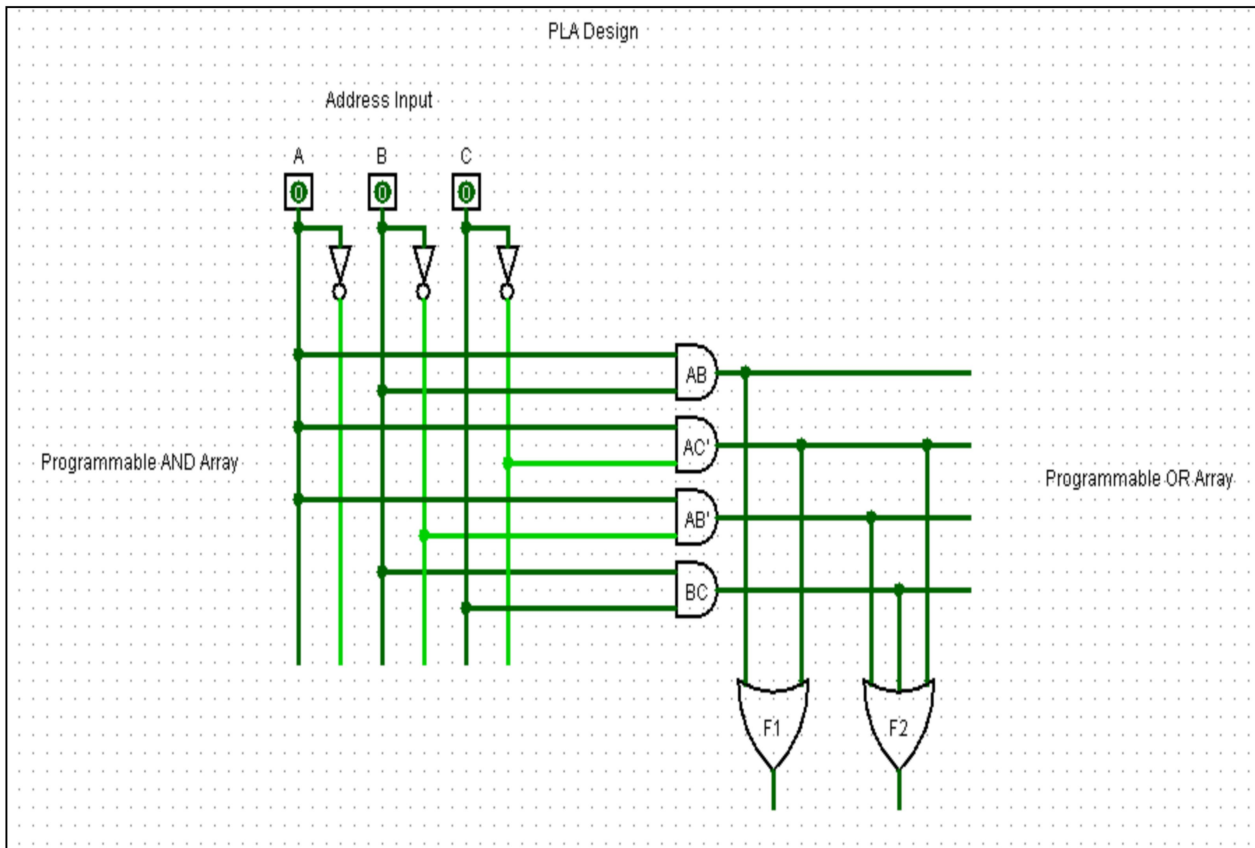 PLA Design
Address Input
A B C
0 0 0
AB
AC'
Programmable AND Array
Programmable OR Array
AB'
BC
F1 F2